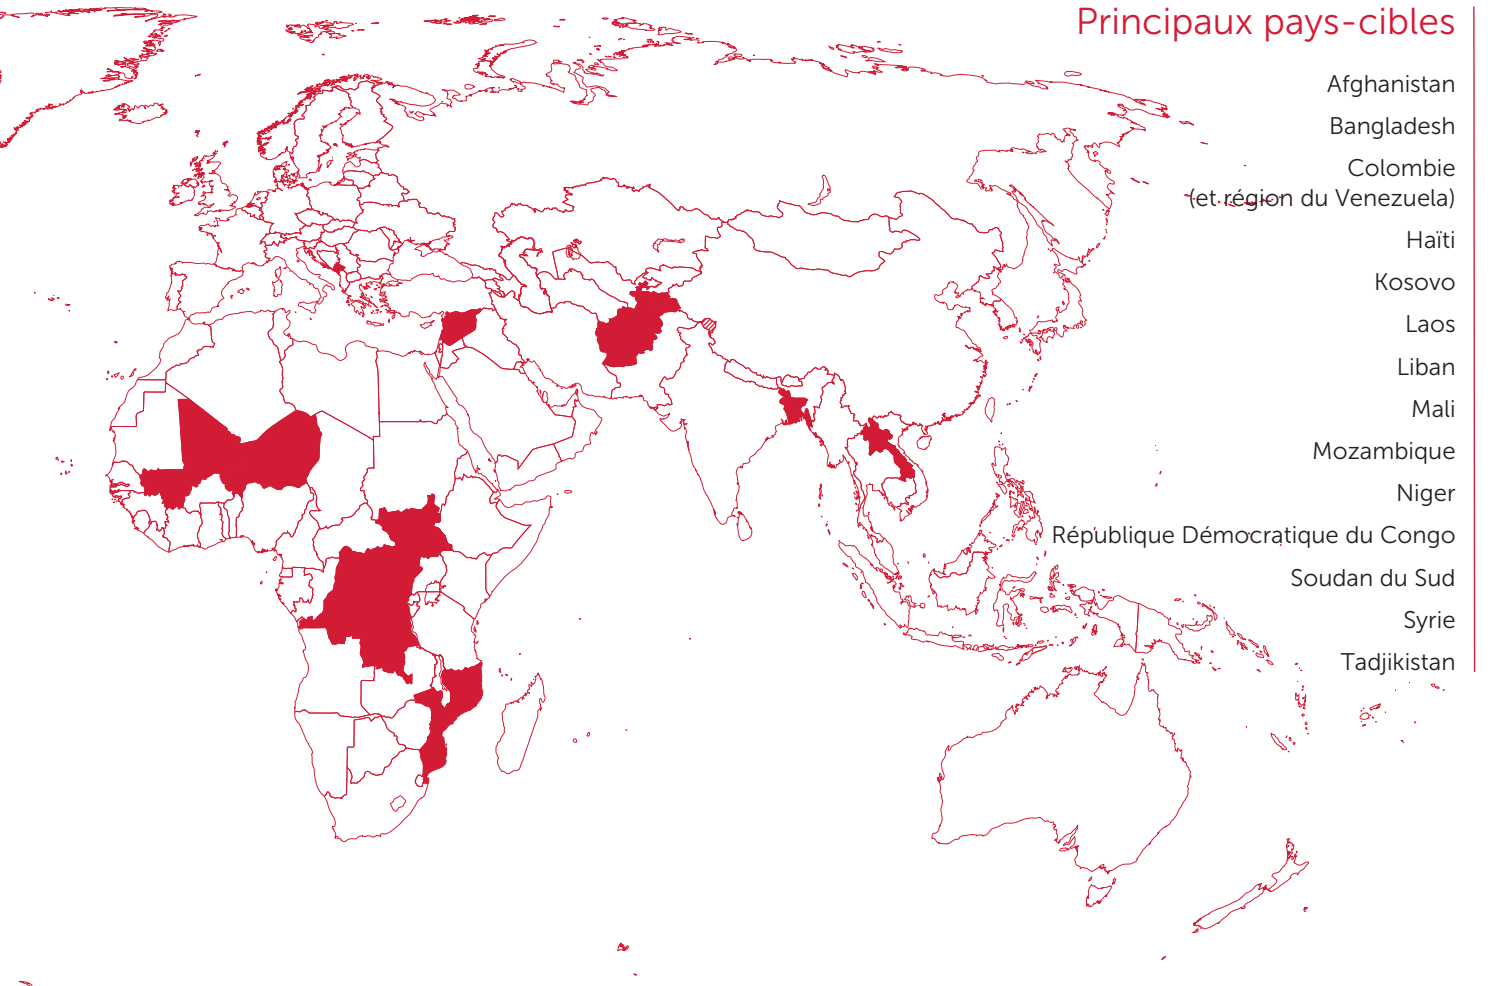 Principaux pays-cibles
Afghanistan
Bangladesh
Colombie
(et région du Venezuela)
Haïti
Kosovo
Laos
Liban
Mali
Mozambique
Niger
République Démocratique du Congo
Soudan du Sud
Syrie
Tadjikistan